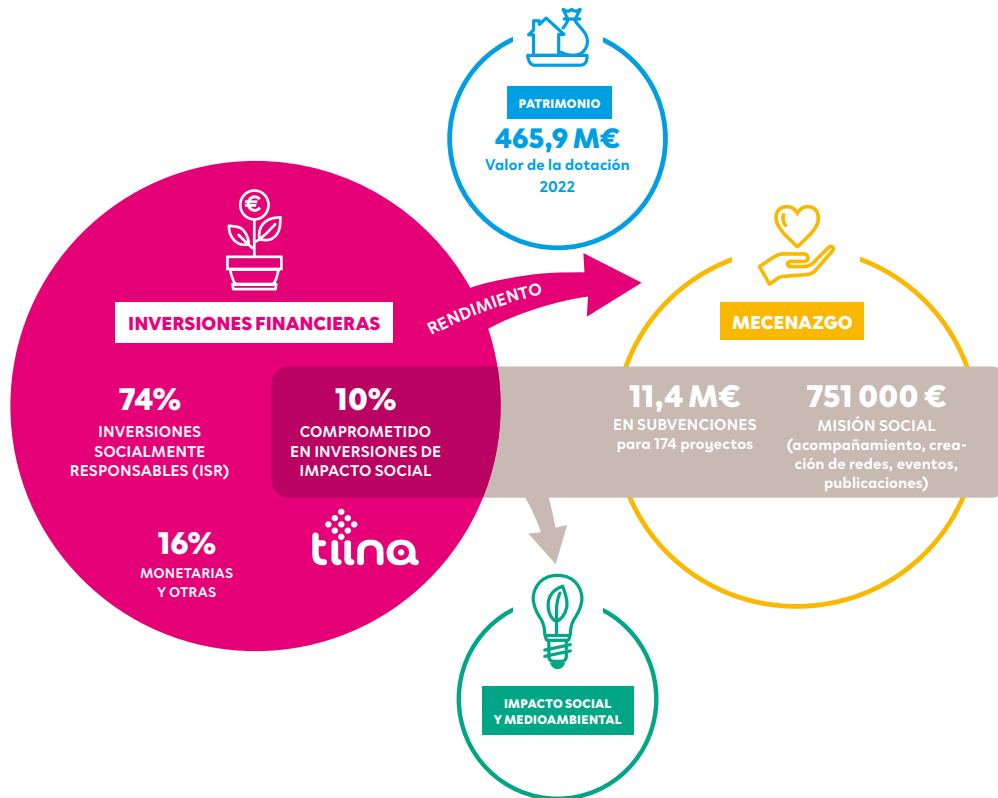 PATRIMONIO
465,9 M€
Valor de la dotación
2022
€
INVERSIONES FINANCIERAS
RENDIMIENTO
MECENAZGO
74%
INVERSIONES
SOCIALMENTE
RESPONSABLES (ISR)
10%
COMPROMETIDO
EN INVERSIONES DE
IMPACTO SOCIAL
11,4 M€
EN SUBVENCIONES
para 174 proyectos
751 000 €
MISIÓN SOCIAL
(acompañamiento, crea-
ción de redes, eventos,
publicaciones)
16%
MONETARIAS
Y OTRAS
tiina
IMPACTO SOCIAL
Y MEDIOAMBIENTAL